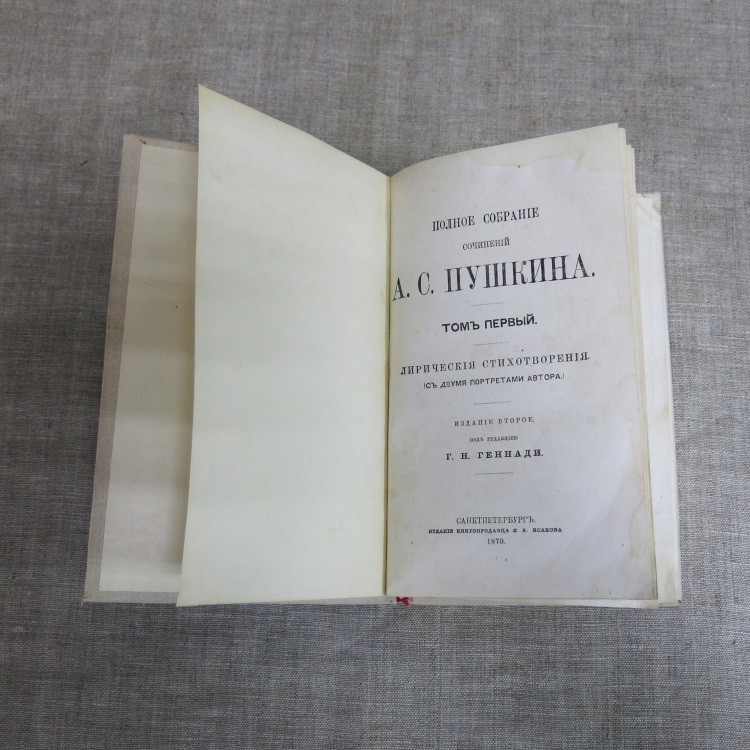 ПОЛНОЕ СОБРАНІЕ
СОЧИНЕНІЙ
А. С. ПУШКИНА.
ТОМЪ ПЕРВЫЙ.
ЛИРИЧЕСКІЯ СТИХОТВОРЕНІЯ.
(СЪ ДВУМЯ ПОРТРЕТАМИ АВТОРА.)
ИЗДАНІЕ ВТОРОЕ,
ПОДЪ РЕДАКЦІЕЮ
Г. Н. ГЕННАДИ.
САНКТПЕТЕРБУРГЪ.
ИЗДАНІЕ КНИГОПРОДАВЦА Я. А. ИСАКОВА
1870.